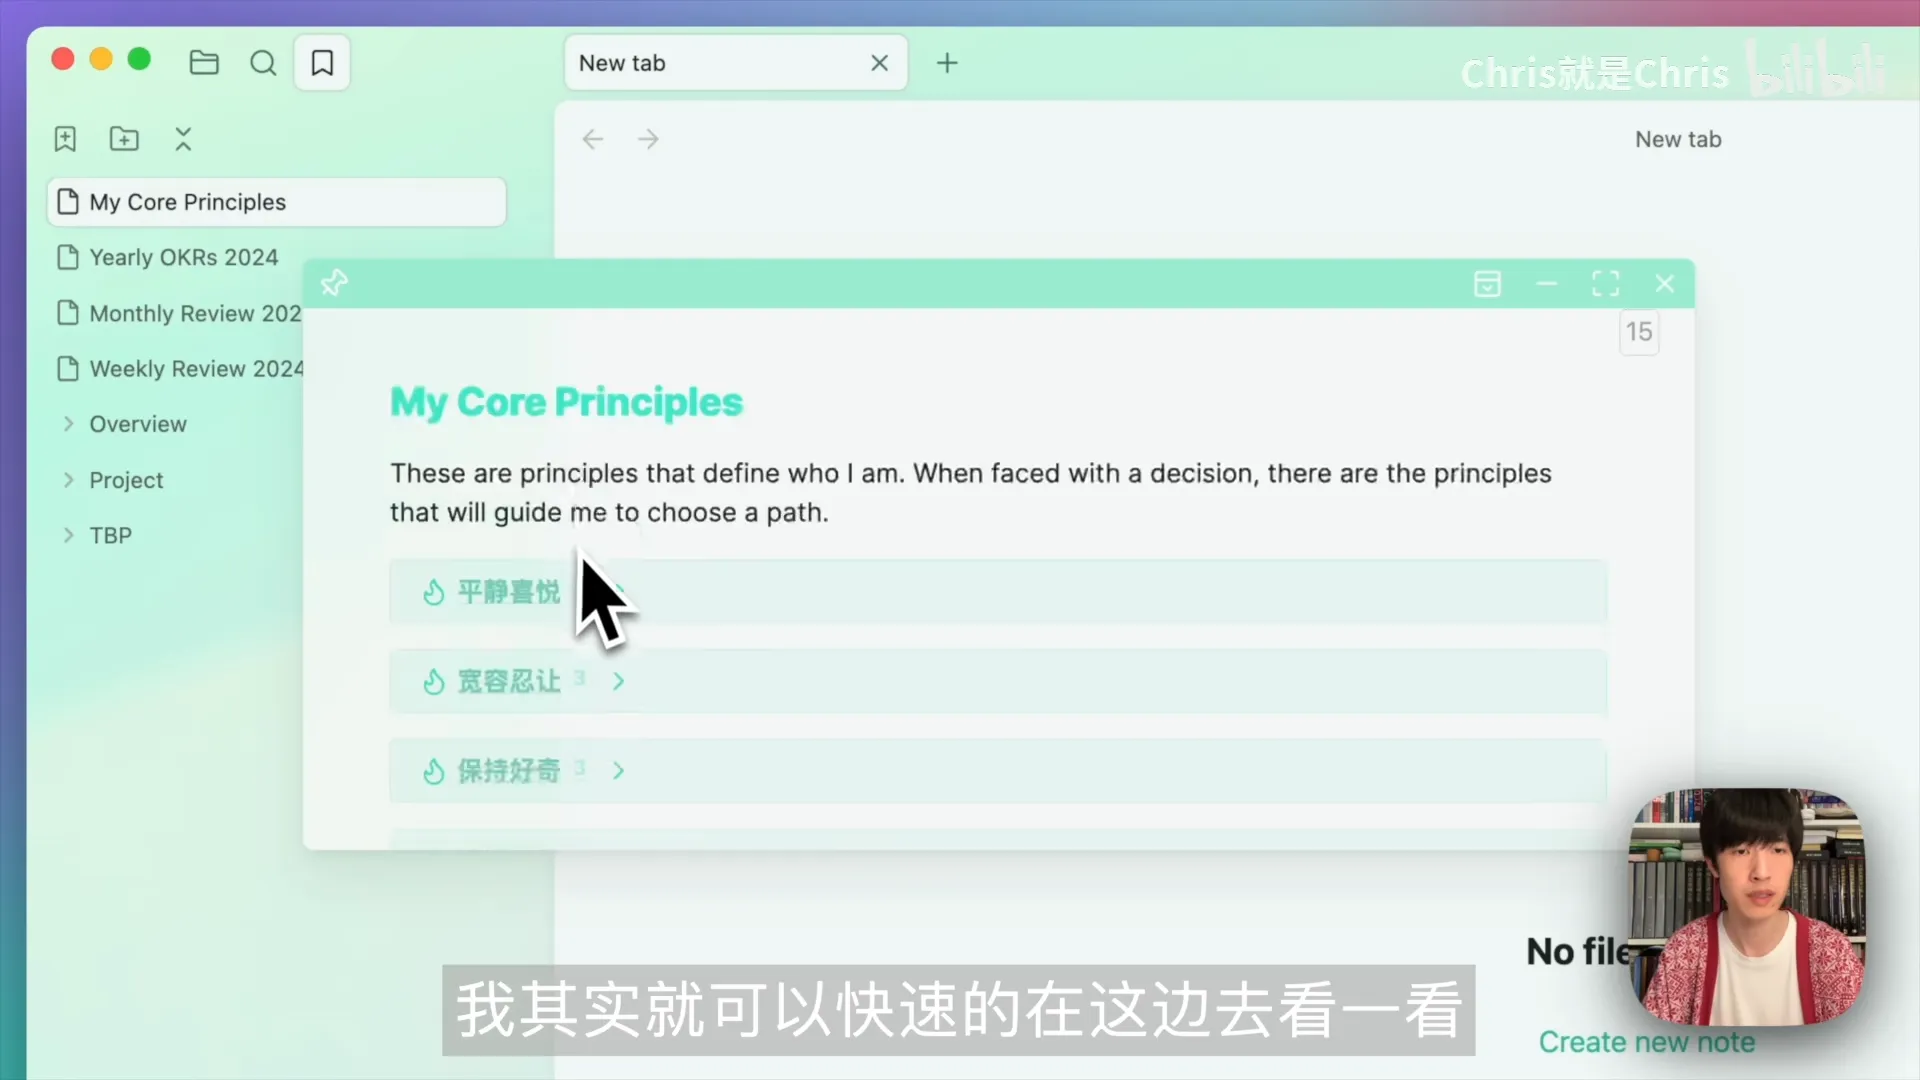 New tab
Chris就是Chris bilibili
New tab
My Core Principles
Yearly OKRs 2024
Monthly Review 202
Weekly Review 2024
Overview
Project
TBP
15
My Core Principles
These are principles that define who I am. When faced with a decision, there are the principles
that will guide me to choose a path.
平静喜悦
宽容忍让 3
保持好奇 3
No file
我其实就可以快速的在这边去看一看
Create new note